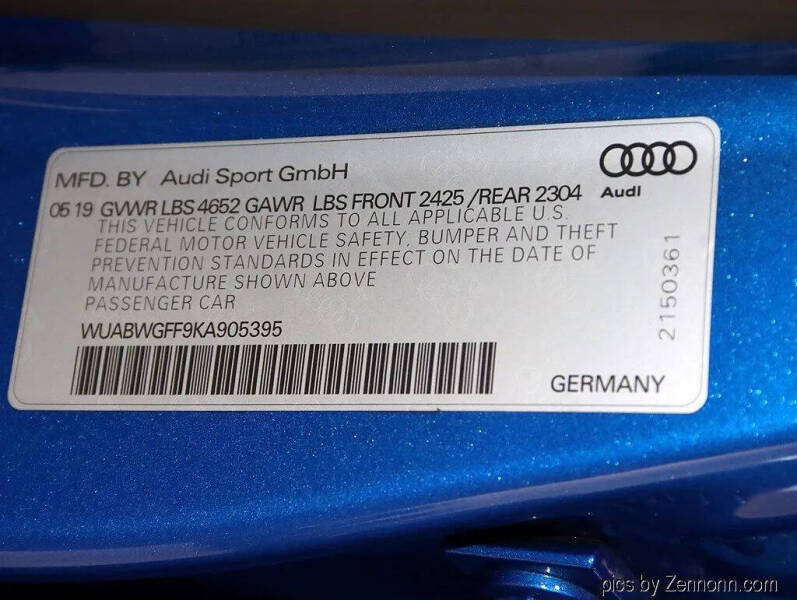 MFD. BY Audi Sport GmbH
Audi
05 19 GVWR LBS 4652 GAWR LBS FRONT 2425 /REAR 2304
THIS VEHICLE CONFORMS TO ALL APPLICABLE U.S.
FEDERAL MOTOR VEHICLE SAFETY, BUMPER AND THEFT
PREVENTION STANDARDS IN EFFECT ON THE DATE OF
MANUFACTURE SHOWN ABOVE
PASSENGER CAR
WUABWGFF9KA905395
2150361
GERMANY
pics by Zennonn.com